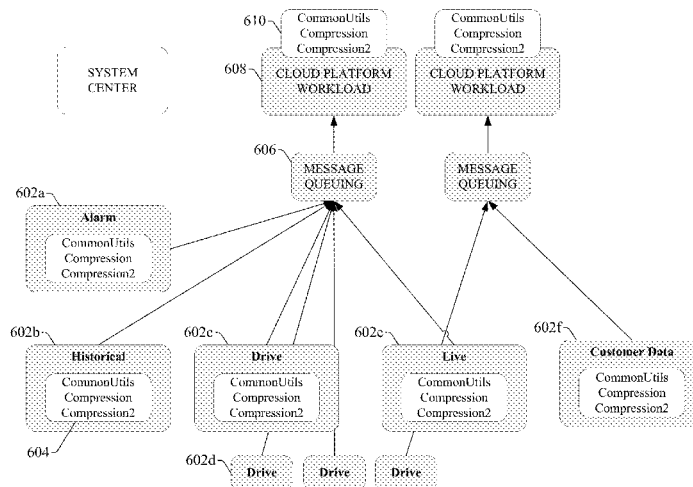 610
CommonUtils
Compression
Compression2
CommonUtils
Compression
Compression2
SYSTEM
CENTER
608
CLOUD PLATFORM
WORKLOAD
CLOUD PLATFORM
WORKLOAD
606
MESSAGE
QUEUING
MESSAGE
QUEUING
602a
Alarm
CommonUtils
Compression
Compression2
602b
Historical
CommonUtils
Compression
Compression2
604
602c
Drive
CommonUtils
Compression
Compression2
602e
Live
CommonUtils
Compression
Compression2
602f
Customer Data
CommonUtils
Compression
Compression2
602d
Drive
Drive
Drive